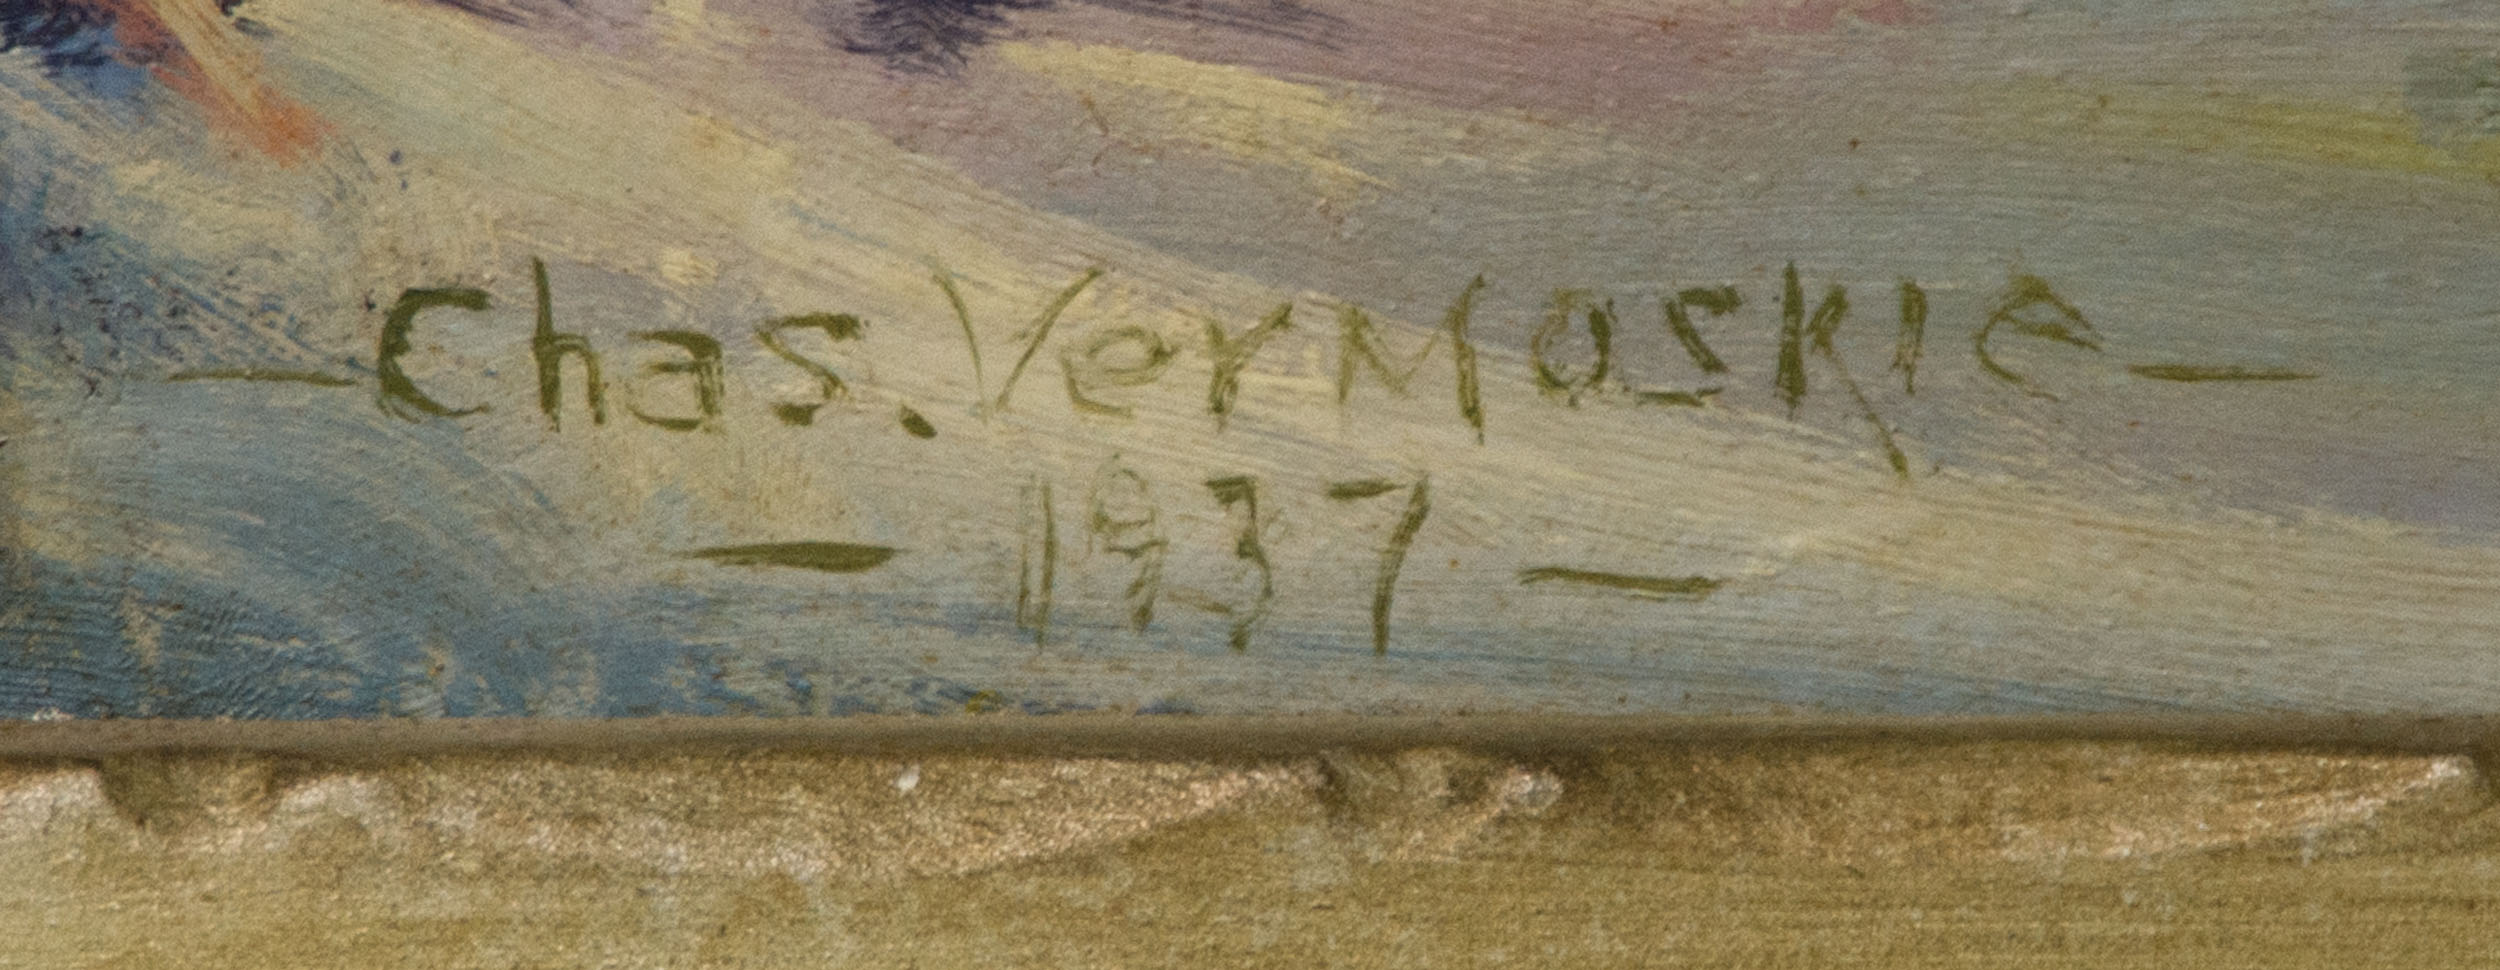 —Chas. VerMoskie—
—1937—